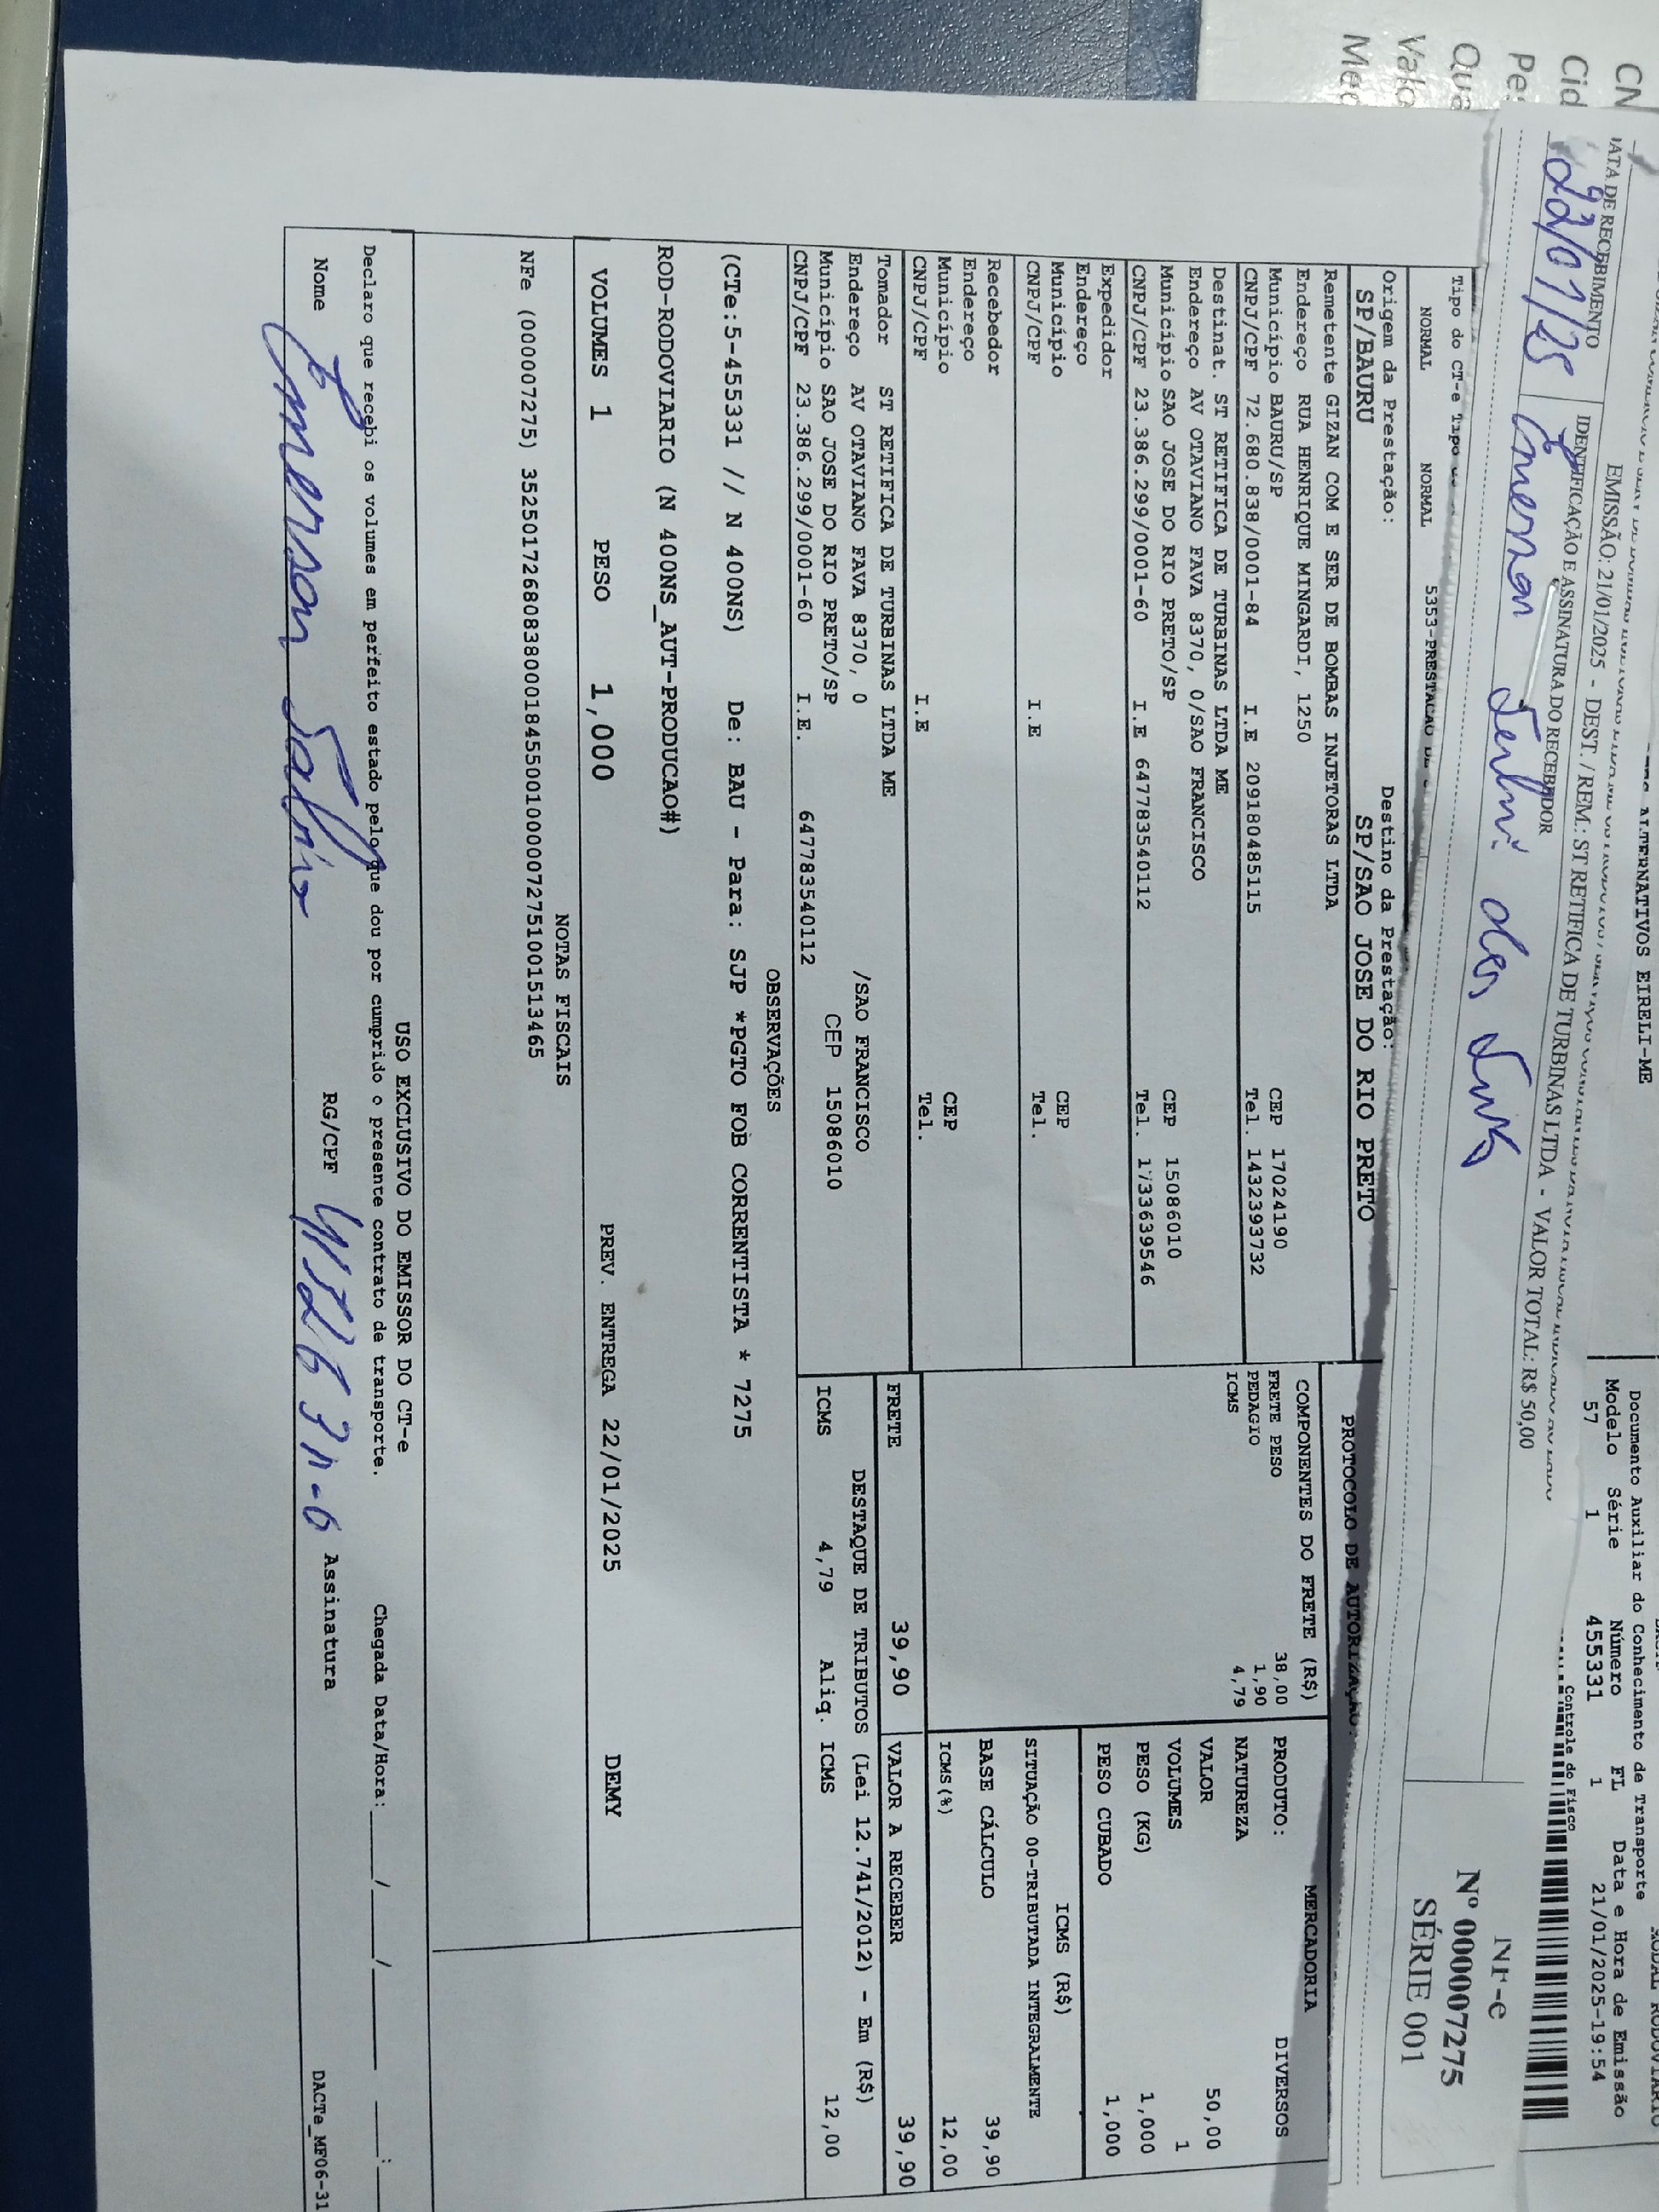 CN
Cid
Pe
Qua
Valo
Med
ALTERNATIVOS EIRELI-ME
EMISSÃO: 21/01/2025 - DEST. / REM.: ST RETIFICA DE TURBINAS LTDA - VALOR TOTAL: R$ 50,00
DATA DE RECEBIMENTO
IDENTIFICAÇÃO E ASSINATURA DO RECEBEDOR
22/01/25 Emerson
NF-e
Nº 000007275
SÉRIE 001
Documento Auxiliar do Conhecimento de Transporte
Modelo Série Número FL Data e Hora de Emissão
57 1 455331 1 21/01/2025-19:54
Controle do Fisco
Tipo do CT-e
NORMAL NORMAL 5353-PRESTACAO
PROTOCOLO DE AUTORIZAÇÃO:
Origem da Prestação: Destino da Prestação:
SP/BAURU SP/SAO JOSE DO RIO PRETO
Remetente GIZAN COM E SER DE BOMBAS INJETORAS LTDA
Endereço RUA HENRIQUE MINGARDI, 1250
Município BAURU/SP CEP 17024190
CNPJ/CPF 72.680.838/0001-84 I.E 209180485115 Tel. 1432393732
Destinat. ST RETIFICA DE TURBINAS LTDA ME
Endereço AV OTAVIANO FAVA 8370, 0/SAO FRANCISCO
Município SAO JOSE DO RIO PRETO/SP CEP 15086010
CNPJ/CPF 23.386.299/0001-60 I.E 647783540112 Tel. 1733639546
Expedidor
Endereço
Município CEP
CNPJ/CPF I.E Tel.
Recebedor
Endereço
Município CEP
CNPJ/CPF I.E Tel.
Tomador ST RETIFICA DE TURBINAS LTDA ME
Endereço AV OTAVIANO FAVA 8370, 0 /SAO FRANCISCO
Município SAO JOSE DO RIO PRETO/SP CEP 15086010
CNPJ/CPF 23.386.299/0001-60 I.E. 647783540112
COMPONENTES DO FRETE (R$)
FRETE PESO 38,00
PEDAGIO 1,90
ICMS 4,79
MERCADORIA
PRODUTO: DIVERSOS
NATUREZA
VALOR 50,00
VOLUMES 1
PESO (KG) 1,000
PESO CUBADO 1,000
ICMS (R$)
SITUAÇÃO 00-TRIBUTADA INTEGRALMENTE
BASE CÁLCULO 39,90
ICMS(%) 12,00
FRETE 39,90 VALOR A RECEBER 39,90
DESTAQUE DE TRIBUTOS (Lei 12.741/2012) - Em (R$)
ICMS 4,79 Aliq. ICMS 12,00
OBSERVAÇÕES
(CTe:5-455331 // N 400NS) De: BAU - Para: SJP *PGTO FOB CORRENTISTA * 7275
ROD-RODOVIARIO (N 400NS_AUT-PRODUCAO#)
VOLUMES 1 PESO 1,000 PREV. ENTREGA 22/01/2025 DEMY
NOTAS FISCAIS
NFe (000007275) 35250172680838000184550010000072751001513465
USO EXCLUSIVO DO EMISSOR DO CT-e
Declaro que recebi os volumes em perfeito estado pelo que dou por cumprido o presente contrato de transporte. Chegada Data/Hora:____/____/____ ___:___
Nome Emerson RG/CPF Assinatura
DACTe_MF06-31